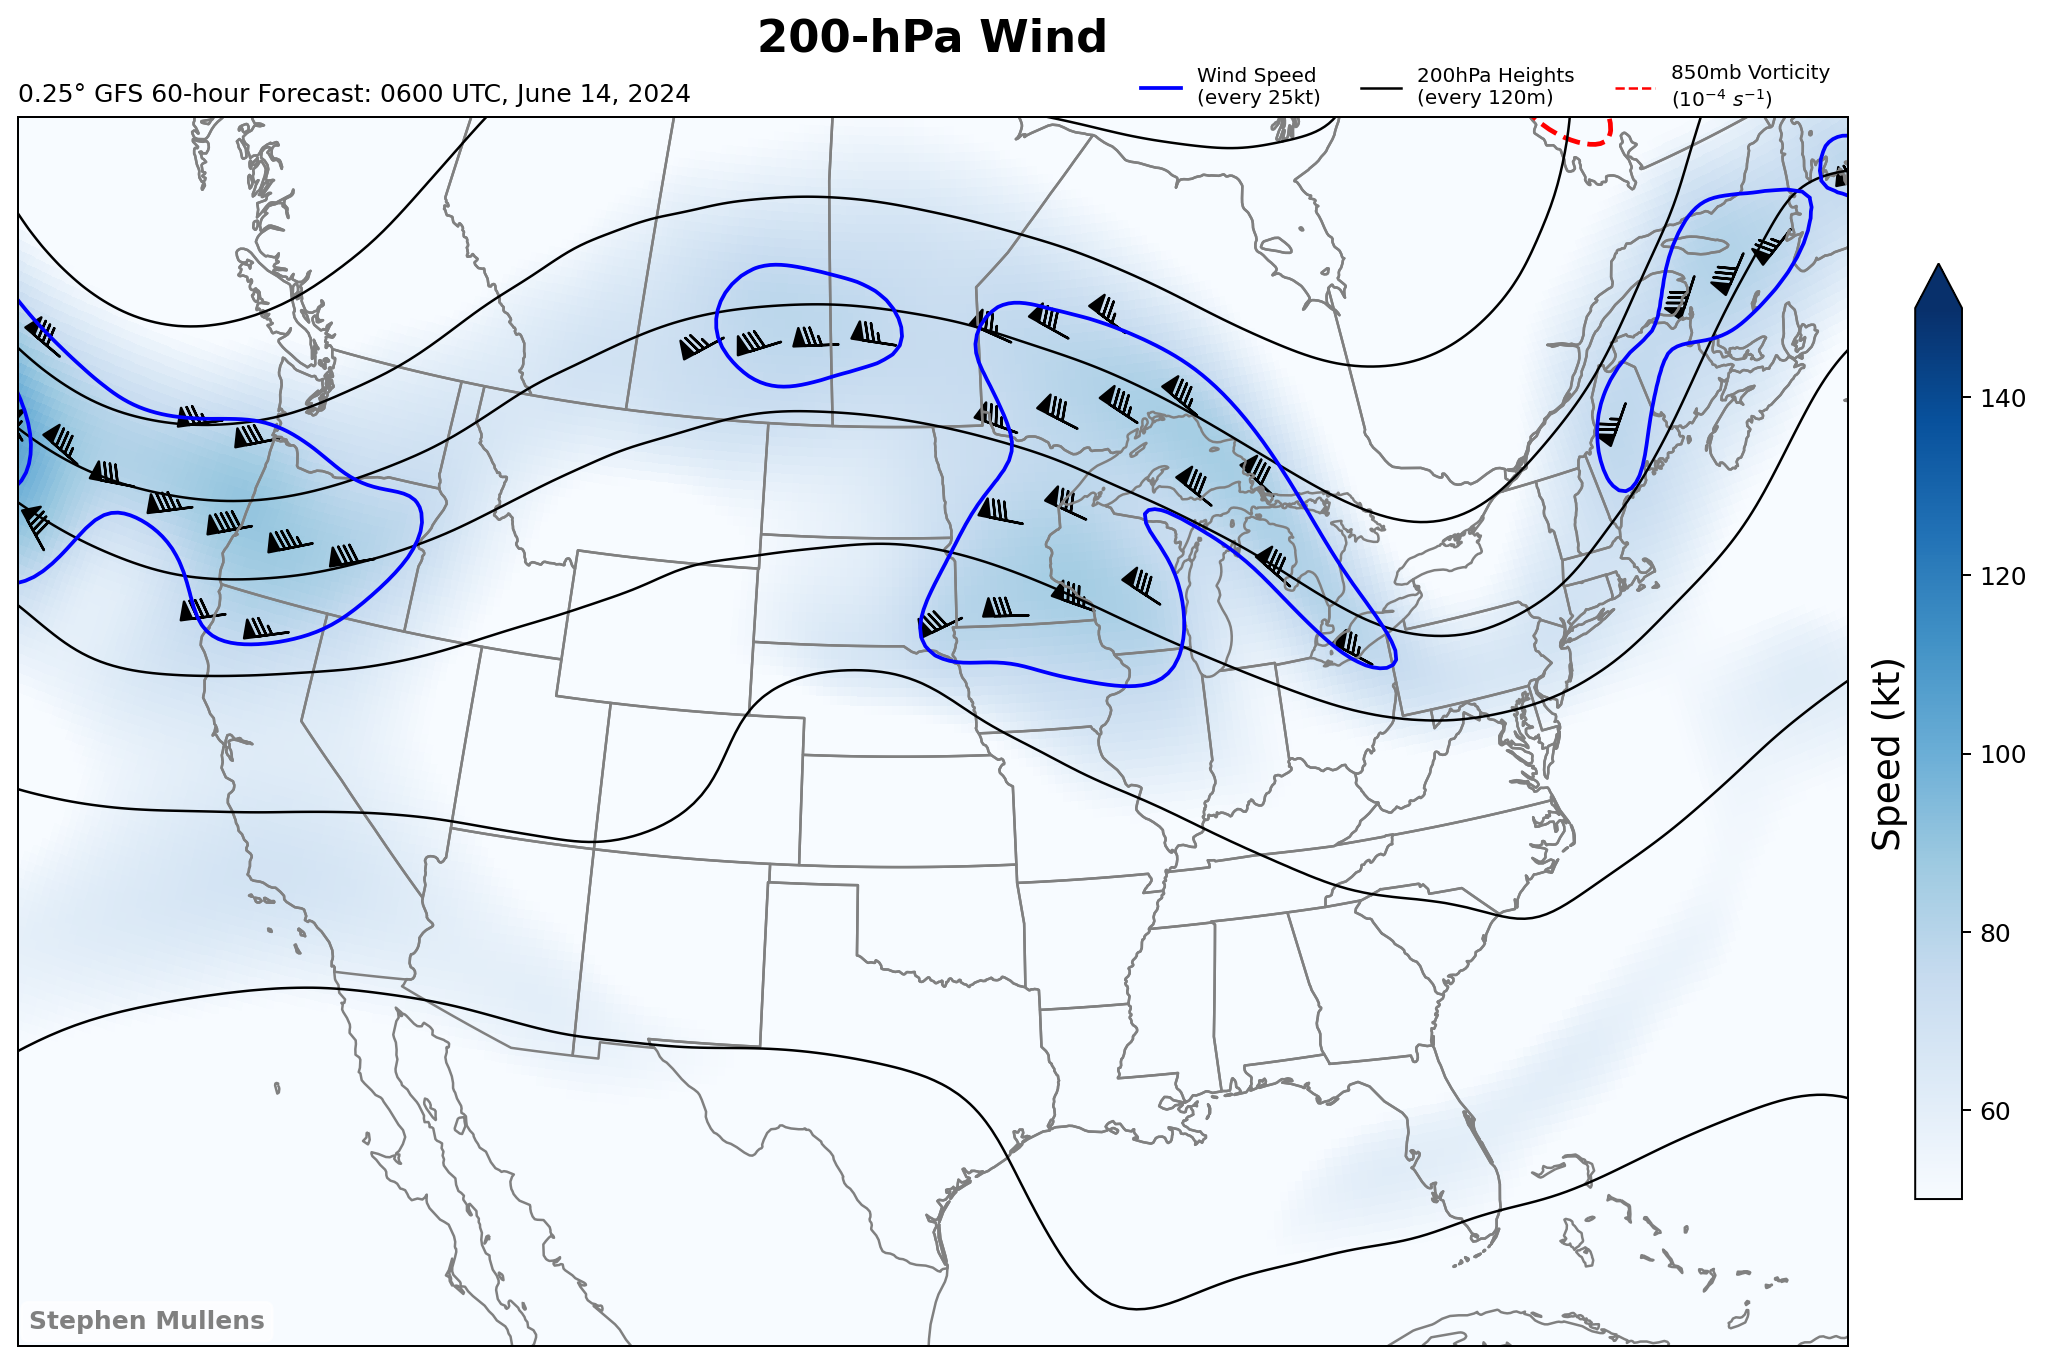 200-hPa Wind
0.25° GFS 60-hour Forecast: 0600 UTC, June 14, 2024
Wind Speed
(every 25kt)
200hPa Heights
(every 120m)
850mb Vorticity
(10⁻⁴ s⁻¹)
140
120
100
80
60
Speed (kt)
Stephen Mullens